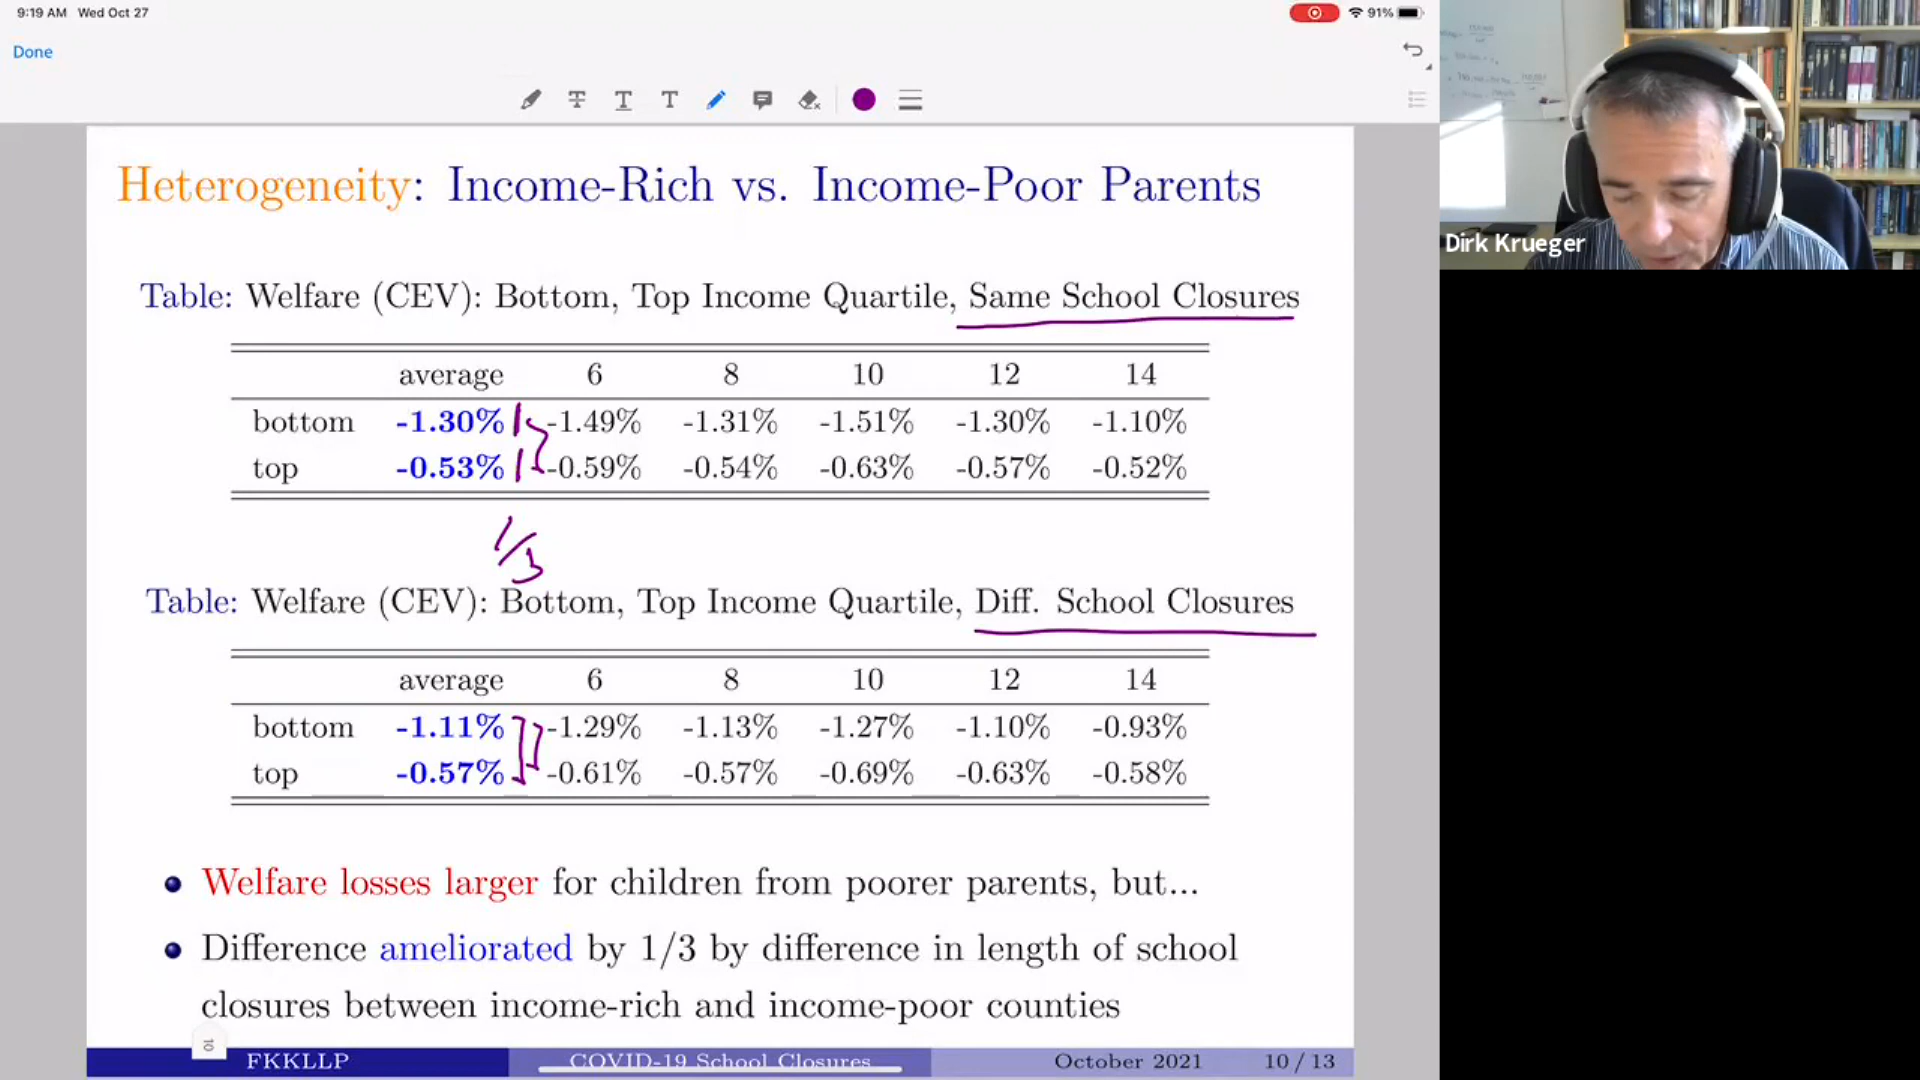 9:19 AM Wed Oct 27
91%
Done
Heterogeneity: Income-Rich vs. Income-Poor Parents
Table: Welfare (CEV): Bottom, Top Income Quartile, Same School Closures
average 6 8 10 12 14
bottom -1.30% -1.49% -1.31% -1.51% -1.30% -1.10%
top -0.53% -0.59% -0.54% -0.63% -0.57% -0.52%
1/3
Table: Welfare (CEV): Bottom, Top Income Quartile, Diff. School Closures
average 6 8 10 12 14
bottom -1.11% -1.29% -1.13% -1.27% -1.10% -0.93%
top -0.57% -0.61% -0.57% -0.69% -0.63% -0.58%
Welfare losses larger for children from poorer parents, but...
Difference ameliorated by 1/3 by difference in length of school
closures between income-rich and income-poor counties
10
FKKLLP COVID-19 School Closures October 2021 10 / 13
Dirk Krueger